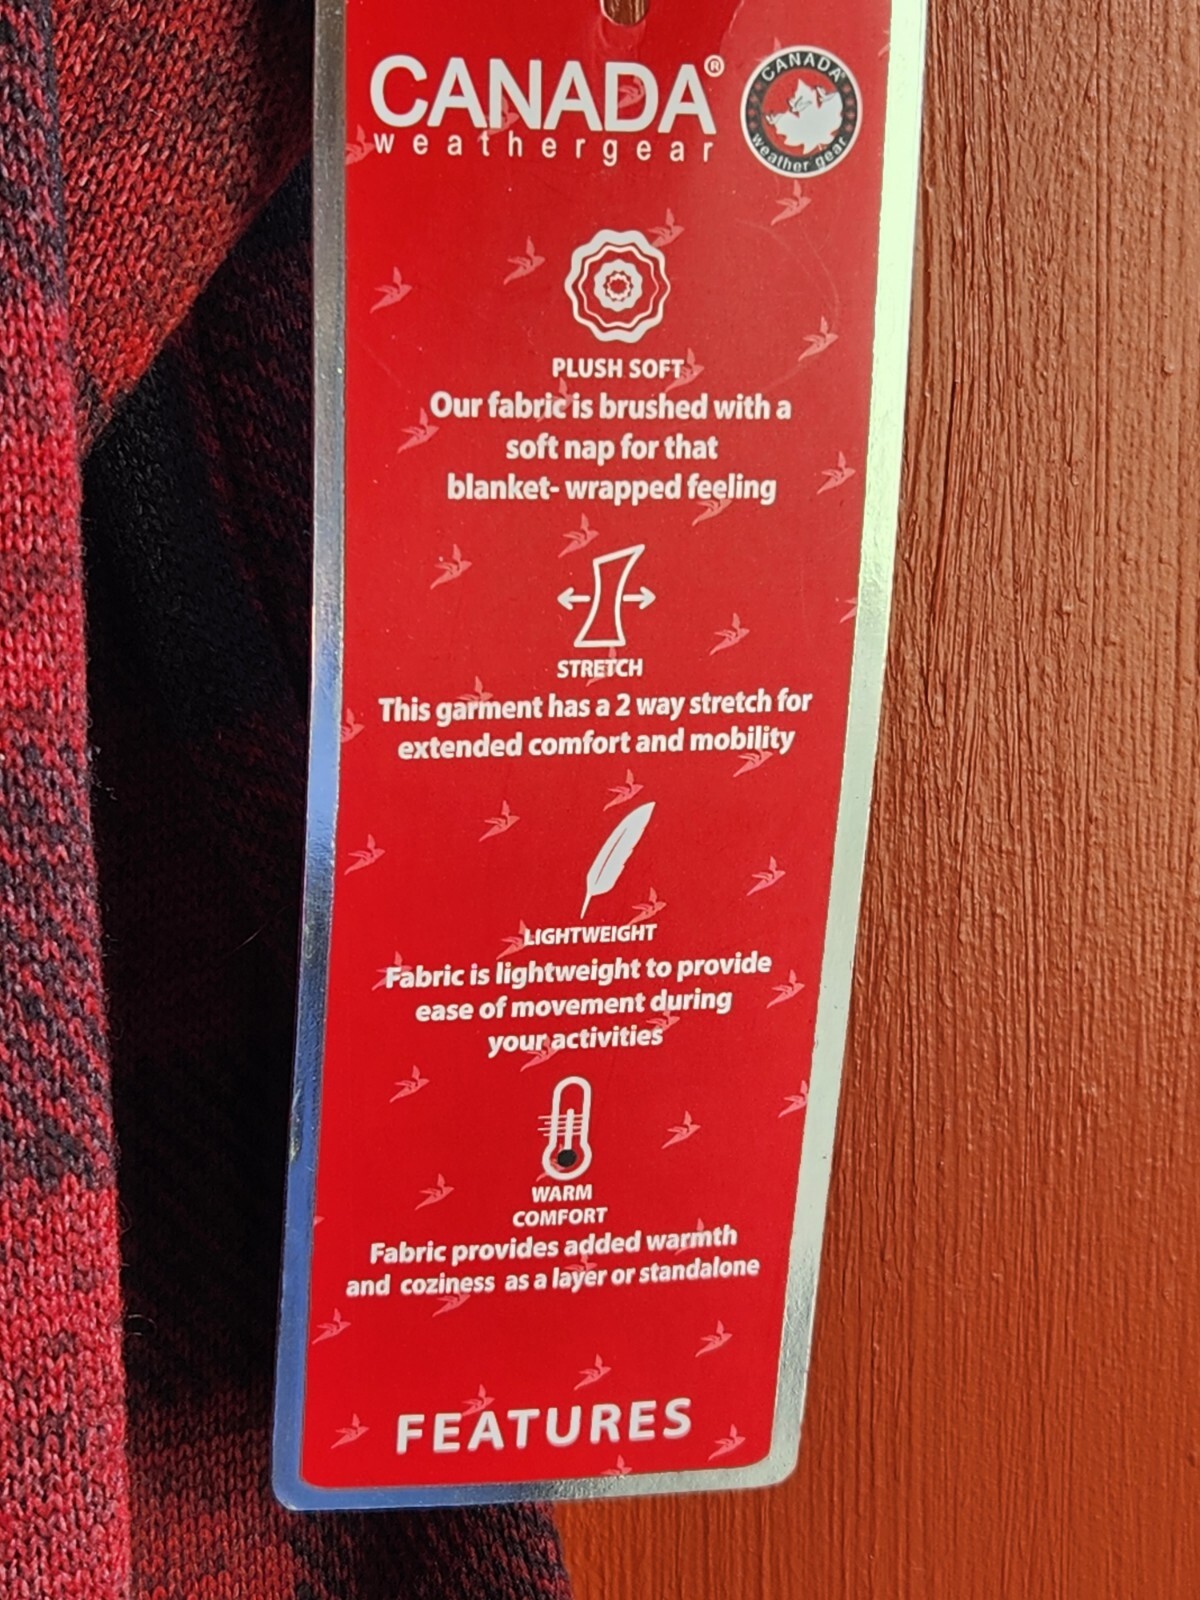 CANADA®
weathergear
CANADA®
weather gear
PLUSH SOFT
Our fabric is brushed with a
soft nap for that
blanket- wrapped feeling
STRETCH
This garment has a 2 way stretch for
extended comfort and mobility
LIGHTWEIGHT
Fabric is lightweight to provide
ease of movement during
your activities
WARM
COMFORT
Fabric provides added warmth
and coziness as a layer or standalone
FEATURES